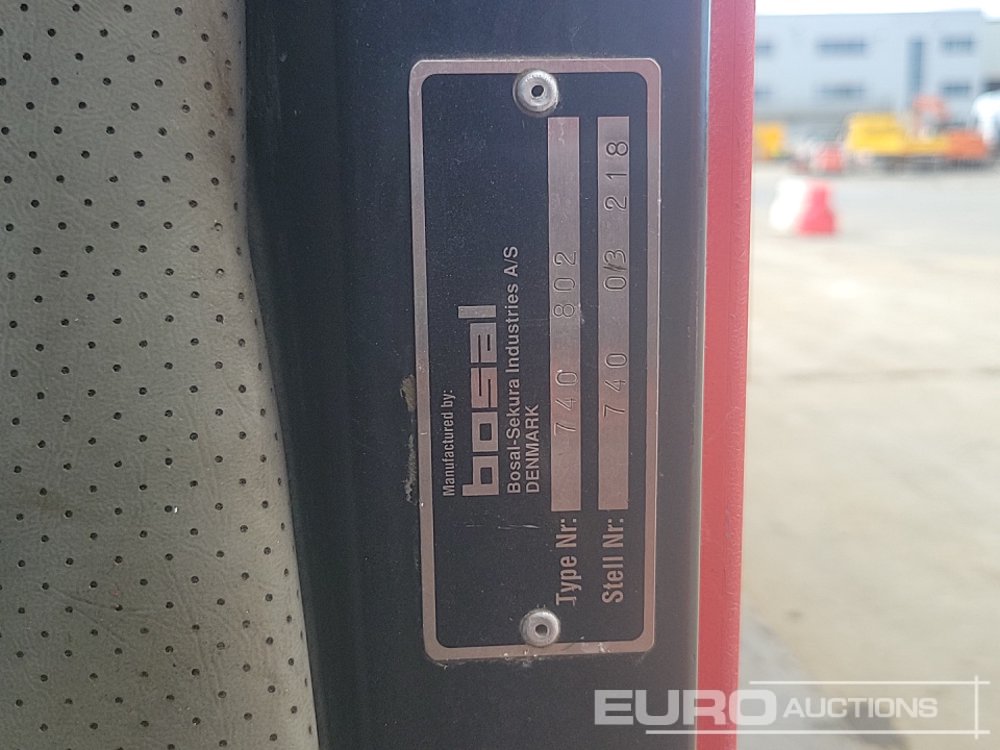 Manufactured by:
bosal
Bosal-Sekura Industries A/S
DENMARK
Type Nr: 740 802
Stell Nr: 740 03 218
EURO AUCTIONS